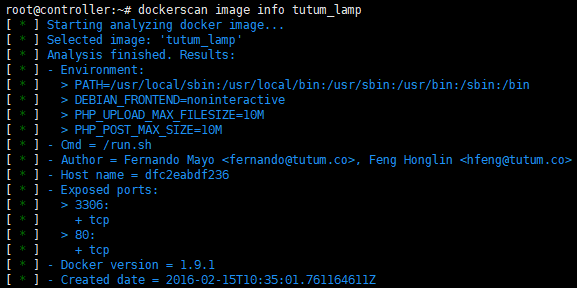 root@controller:~# dockerscan image info tutum_lamp
[ * ] Starting analyzing docker image...
[ * ] Selected image: 'tutum_lamp'
[ * ] Analysis finished. Results:
[ * ] - Environment:
[ * ]   > PATH=/usr/local/sbin:/usr/local/bin:/usr/sbin:/usr/bin:/sbin:/bin
[ * ]   > DEBIAN_FRONTEND=noninteractive
[ * ]   > PHP_UPLOAD_MAX_FILESIZE=10M
[ * ]   > PHP_POST_MAX_SIZE=10M
[ * ] - Cmd = /run.sh
[ * ] - Author = Fernando Mayo <fernando@tutum.co>, Feng Honglin <hfeng@tutum.co>
[ * ] - Host name = dfc2eabdf236
[ * ] - Exposed ports:
[ * ]   > 3306:
[ * ]     + tcp
[ * ]   > 80:
[ * ]     + tcp
[ * ] - Docker version = 1.9.1
[ * ] - Created date = 2016-02-15T10:35:01.761164611Z